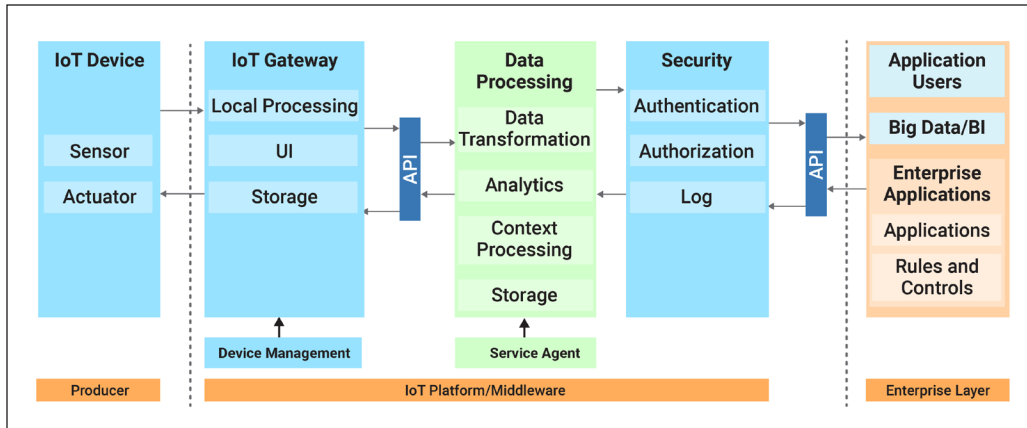 IoT Device
Sensor
Actuator
IoT Gateway
Local Processing
UI
Storage
Device Management
API
Data
Processing
Data
Transformation
Analytics
Context
Processing
Storage
Service Agent
Security
Authentication
Authorization
Log
API
Application
Users
Big Data/BI
Enterprise
Applications
Applications
Rules and
Controls
Producer
IoT Platform/Middleware
Enterprise Layer